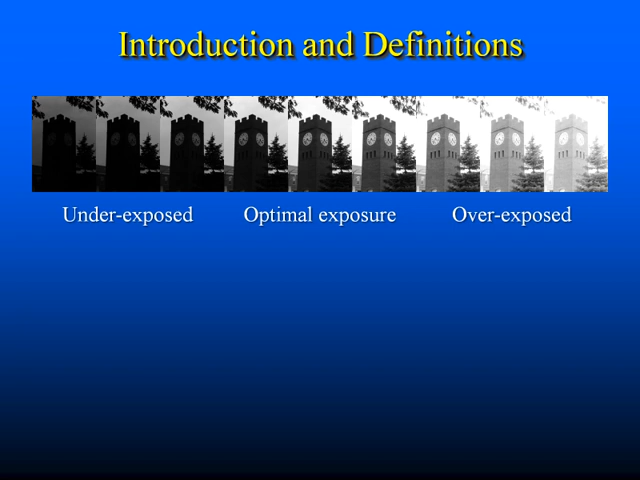 Introduction and Definitions
Under-exposed Optimal exposure Over-exposed